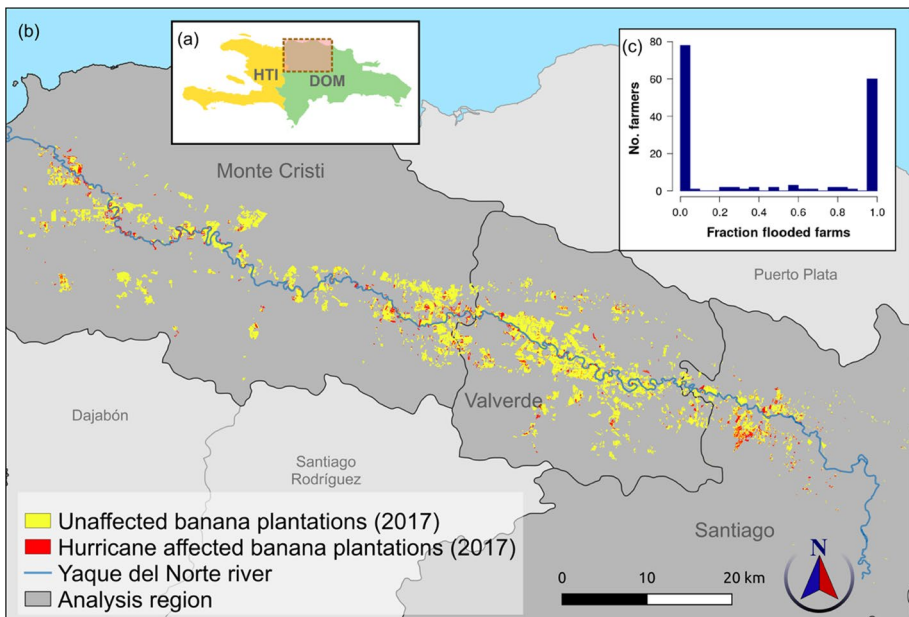 (b)
(a)
HTI
DOM
(c)
No. farmers
80
60
40
20
0
0.0 0.2 0.4 0.6 0.8 1.0
Fraction flooded farms
Monte Cristi
Puerto Plata
Dajabón
Valverde
Santiago
Rodríguez
Santiago
Unaffected banana plantations (2017)
Hurricane affected banana plantations (2017)
Yaque del Norte river
Analysis region
0 10 20 km
N